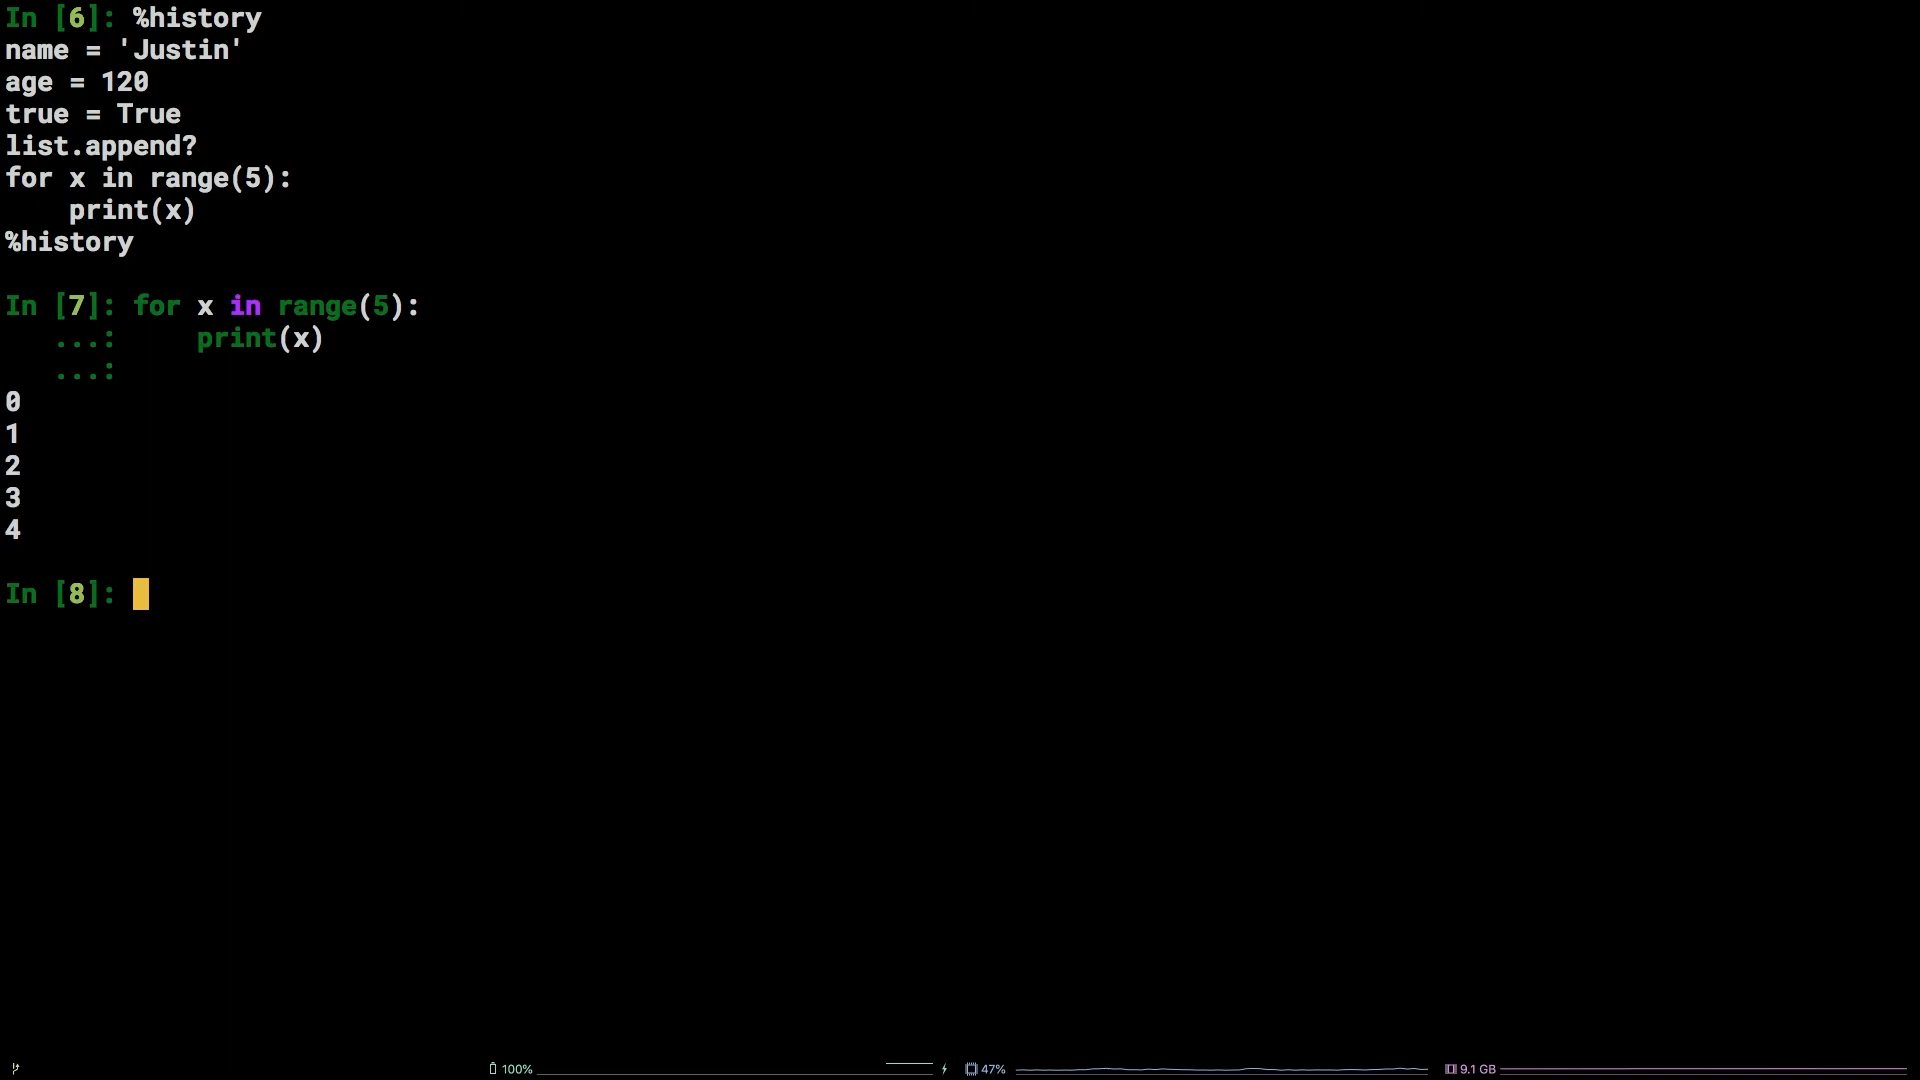 In [6]: %history
name = 'Justin'
age = 120
true = True
list.append?
for x in range(5):
    print(x)
%history

In [7]: for x in range(5):
   ...:     print(x)
   ...:
0
1
2
3
4

In [8]:
100% 47% 9.1 GB